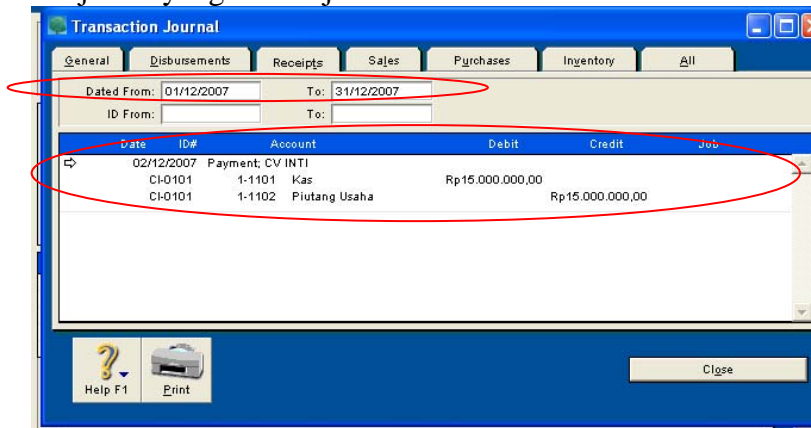 Transaction Journal
General Disbursements Receipts Sales Purchases Inventory All
Dated From: 01/12/2007 To: 31/12/2007
ID From: To:
Date ID# Account Debit Credit Job
02/12/2007 Payment; CV INTI
CI-0101 1-1101 Kas Rp15.000.000,00
CI-0101 1-1102 Piutang Usaha Rp15.000.000,00
Help F1 Print Close